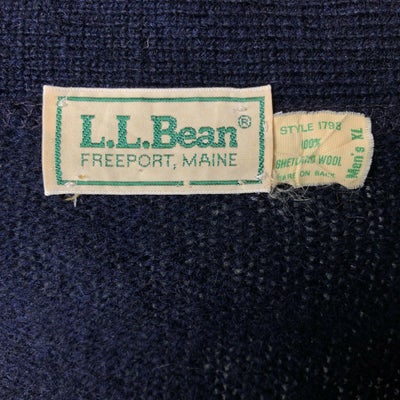 L.L.Bean®
FREEPORT, MAINE
STYLE 1798
100%
SHETLAND WOOL
CARE ON BACK
Men's XL